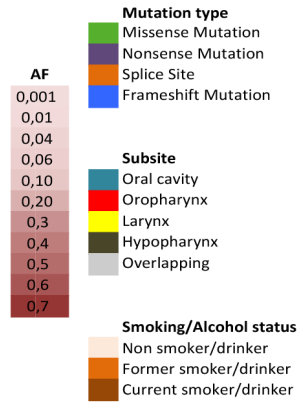 Mutation type
Missense Mutation
Nonsense Mutation
Splice Site
Frameshift Mutation
AF
0,001
0,01
0,04
0,06
0,10
0,20
0,3
0,4
0,5
0,6
0,7
Subsite
Oral cavity
Oropharynx
Larynx
Hypopharynx
Overlapping
Smoking/Alcohol status
Non smoker/drinker
Former smoker/drinker
Current smoker/drinker